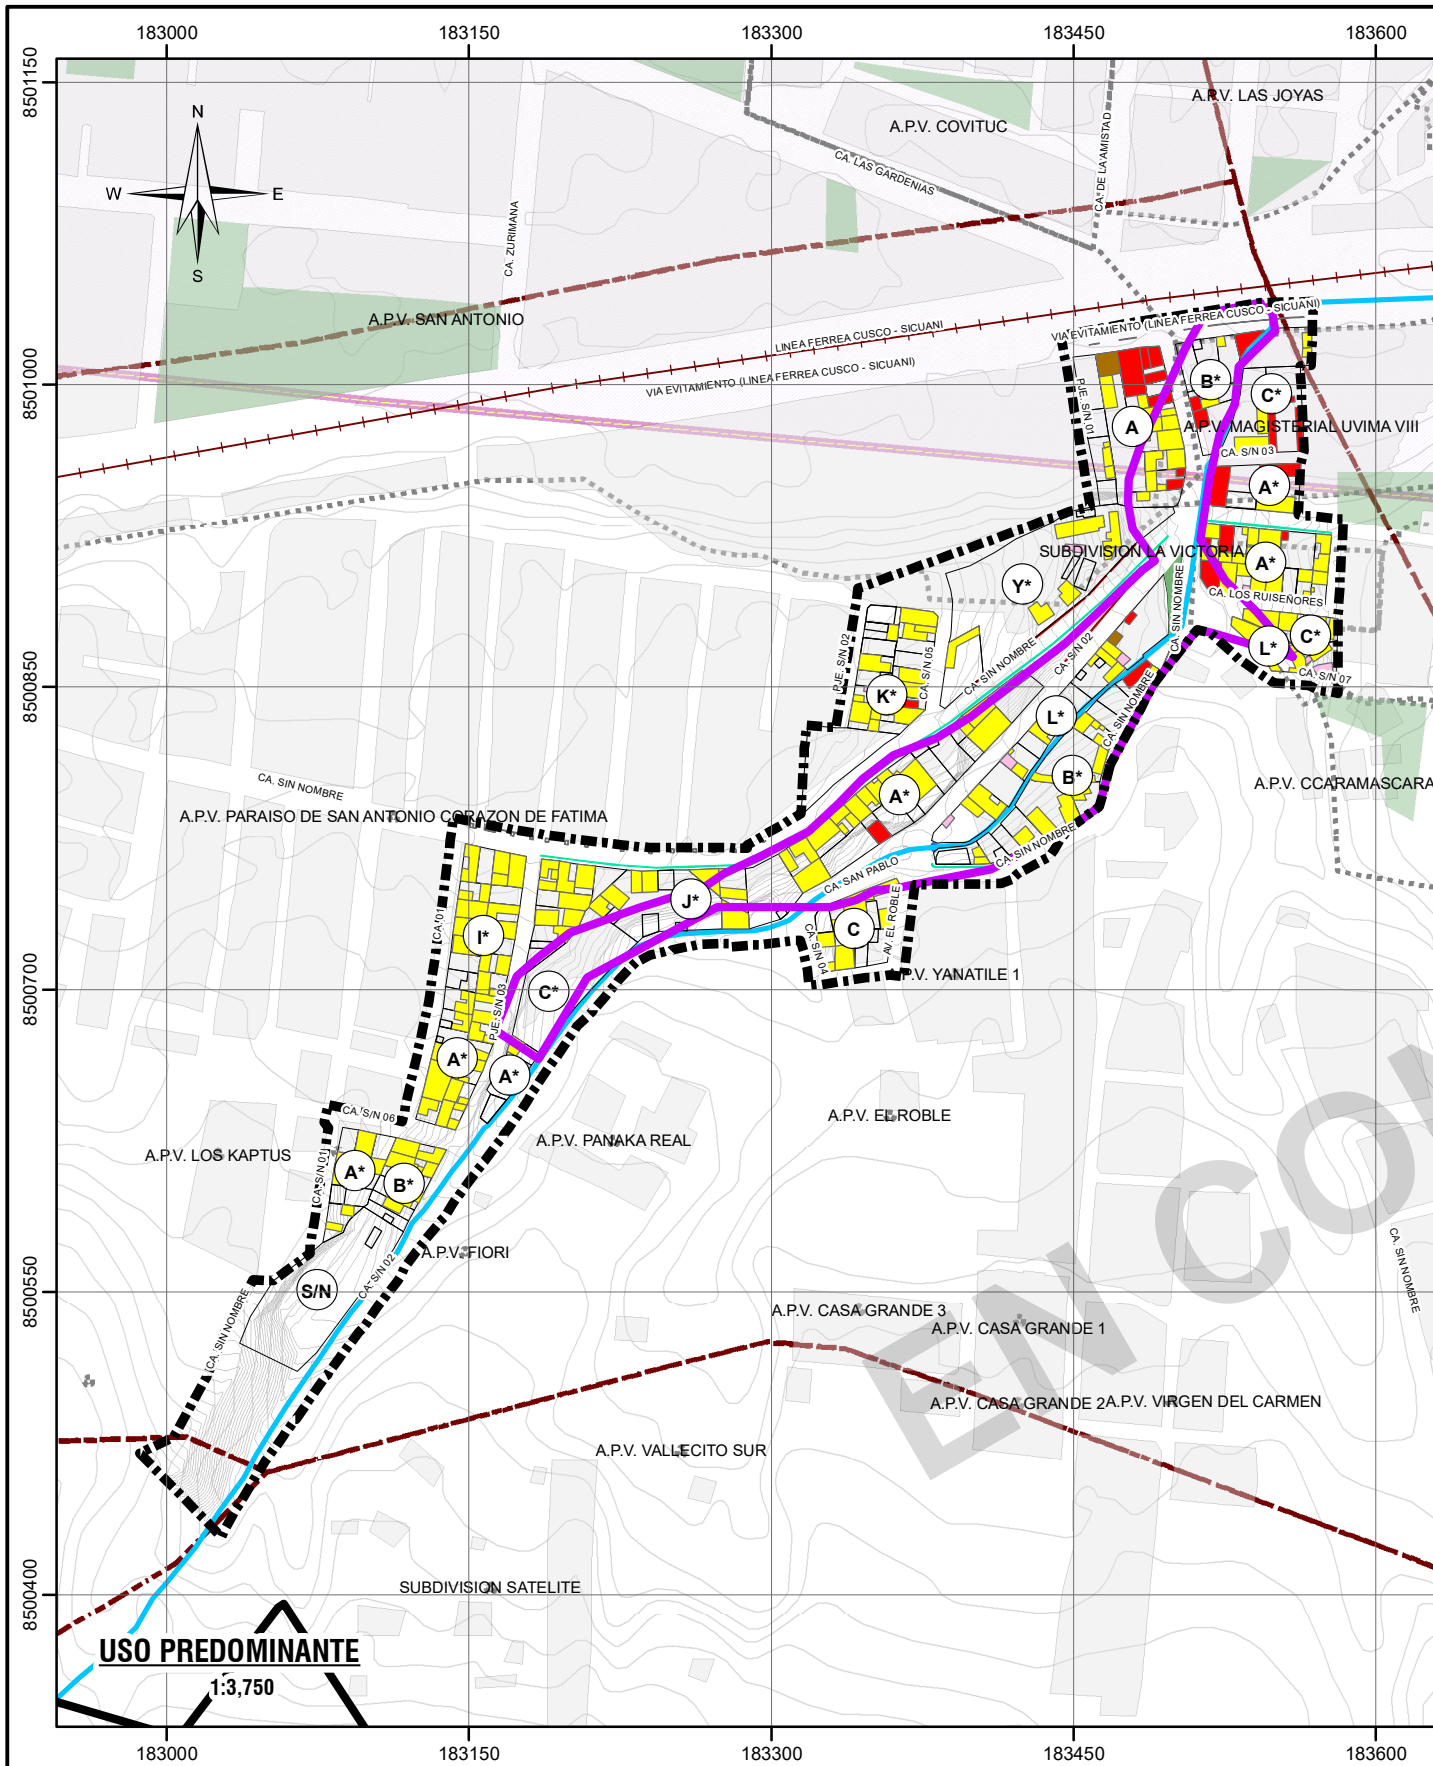 183000 183150 183300 183450 183600
8501150
8501000
8500850
8500700
8500550
8500400
N
W E
S
A.P.V. LAS JOYAS
A.P.V. COVITUC
CA. LAS GARDENIAS
CA. DE LA AMISTAD
CA. ZURIMANA
A.P.V. SAN ANTONIO
LINEA FERREA CUSCO - SICUANI
VIA EVITAMIENTO (LINEA FERREA CUSCO - SICUANI)
VIA EVITAMIENTO (LINEA FERREA CUSCO - SICUANI)
PJE. S/N 01
B*
C*
A
A.P.V. MAGISTERIAL UVIMA VIII
CA. S/N 03
A*
SUBDIVISION LA VICTORIA
A*
Y*
CA. SIN NOMBRE
CA. LOS RUISEÑORES
L*
C*
CA. S/N 07
PJE. S/N 02
CA. S/N 05
K*
CA. SIN NOMBRE
CA. S/N 02
L*
CA. SIN NOMBRE
B*
A*
A.P.V. CCARAMASCARA
CA. SIN NOMBRE
A.P.V. PARAISO DE SAN ANTONIO CORAZON DE FATIMA
CA. SIN NOMBRE
CA. SAN PABLO
J*
CA. 01
I*
C
CA. S/N 04
AV. EL ROBLE
A.P.V. YANATILE 1
C*
PJE. S/N 03
A*
A*
CA. S/N 06
A.P.V. EL ROBLE
A.P.V. PANAKA REAL
A.P.V. LOS KAPTUS
CA. S/N 01
A*
B*
A.P.V. FIORI
CA. S/N 02
S/N
CA. SIN NOMBRE
CA. SIN NOMBRE
A.P.V. CASA GRANDE 3
A.P.V. CASA GRANDE 1
A.P.V. CASA GRANDE 2
A.P.V. VIRGEN DEL CARMEN
A.P.V. VALLECITO SUR
SUBDIVISION SATELITE
USO PREDOMINANTE
1:3,750
183000 183150 183300 183450 183600